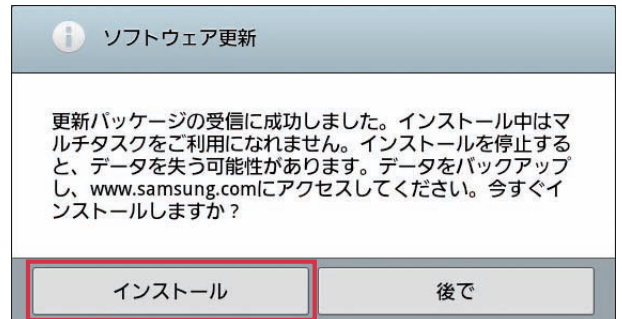 ソフトウェア更新
更新パッケージの受信に成功しました。インストール中はマ
ルチタスクをご利用になれません。インストールを停止する
と、データを失う可能性があります。データをバックアップ
し、www.samsung.comにアクセスしてください。今すぐイ
ンストールしますか？
インストール
後で